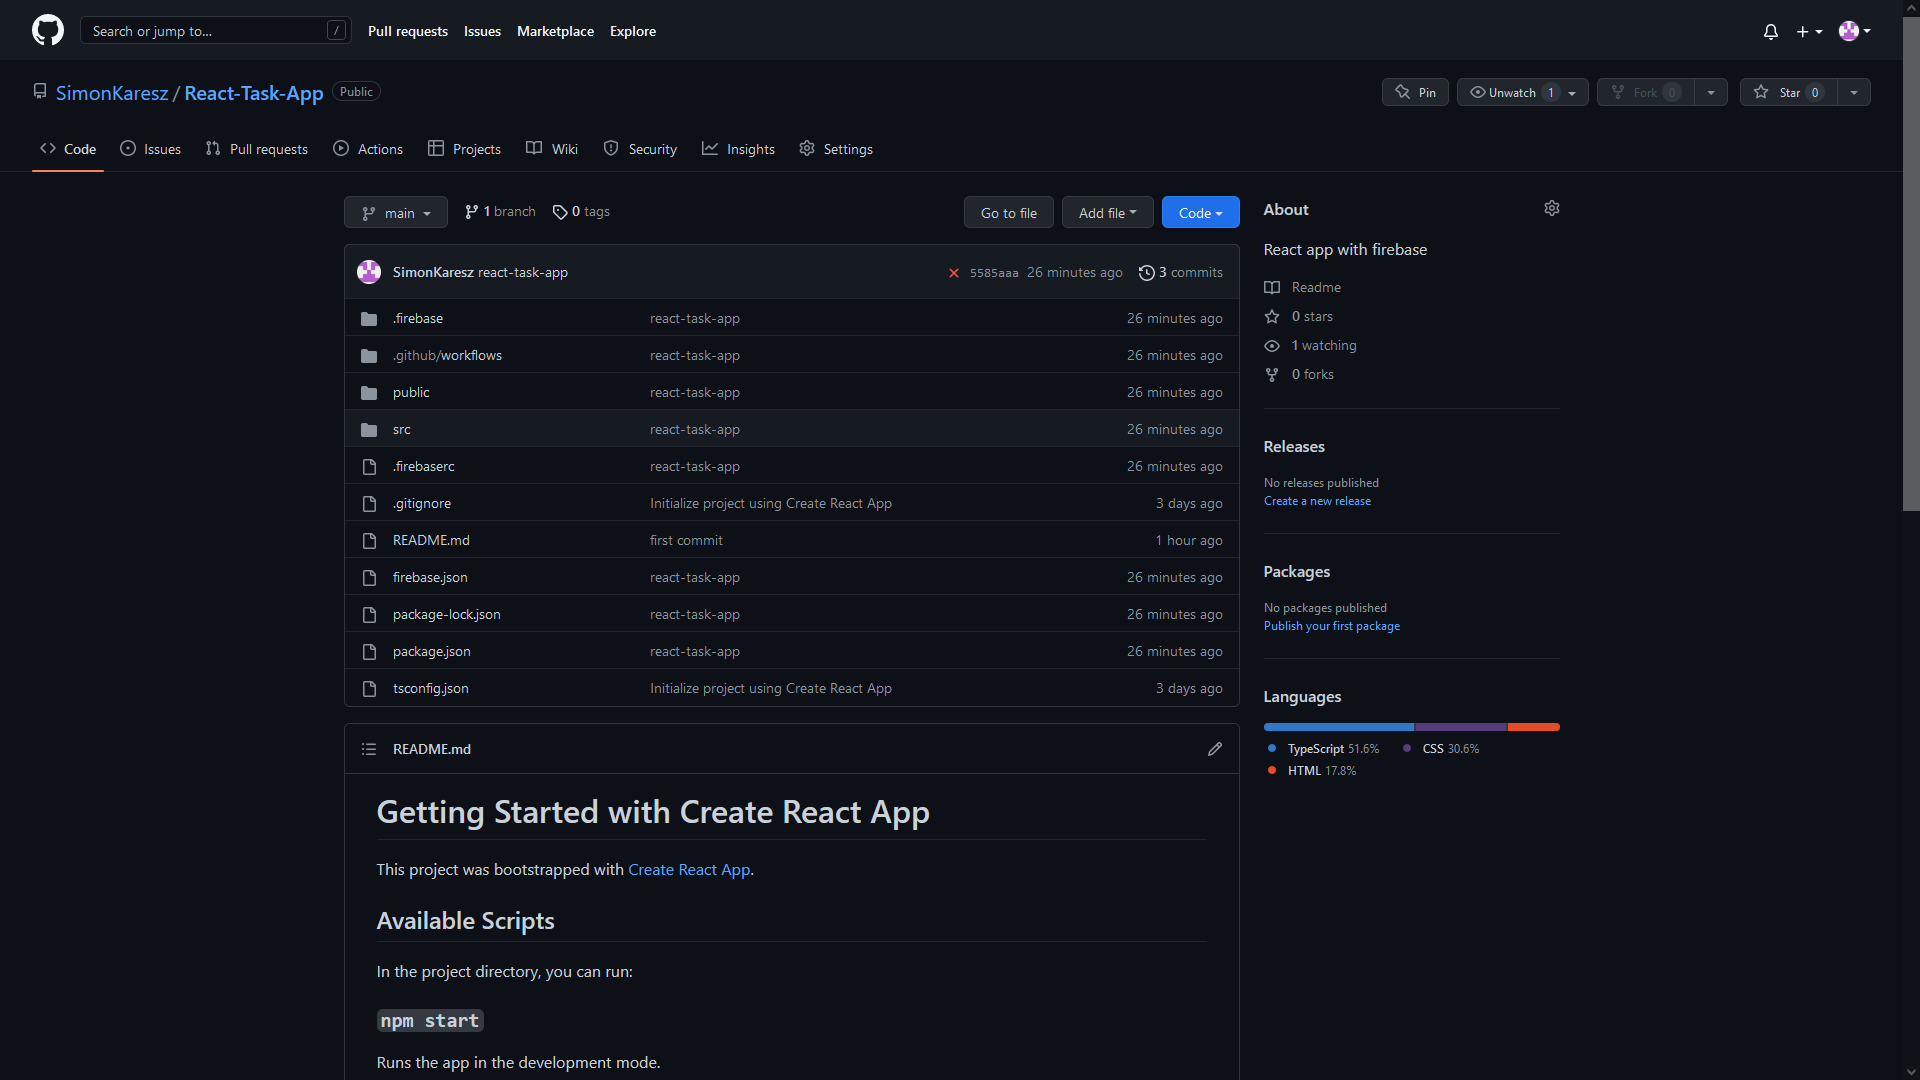 Search or jump to... /
Pull requests Issues Marketplace Explore
SimonKaresz / React-Task-App Public
Pin Unwatch 1 Fork 0 Star 0
Code Issues Pull requests Actions Projects Wiki Security Insights Settings
main 1 branch 0 tags Go to file Add file Code
SimonKaresz react-task-app 5585aaa 26 minutes ago 3 commits
.firebase react-task-app 26 minutes ago
.github/workflows react-task-app 26 minutes ago
public react-task-app 26 minutes ago
src react-task-app 26 minutes ago
.firebaserc react-task-app 26 minutes ago
.gitignore Initialize project using Create React App 3 days ago
README.md first commit 1 hour ago
firebase.json react-task-app 26 minutes ago
package-lock.json react-task-app 26 minutes ago
package.json react-task-app 26 minutes ago
tsconfig.json Initialize project using Create React App 3 days ago
README.md
Getting Started with Create React App
This project was bootstrapped with Create React App.
Available Scripts
In the project directory, you can run:
npm start
Runs the app in the development mode.
About
React app with firebase
Readme
0 stars
1 watching
0 forks
Releases
No releases published
Create a new release
Packages
No packages published
Publish your first package
Languages
TypeScript 51.6% CSS 30.6%
HTML 17.8%